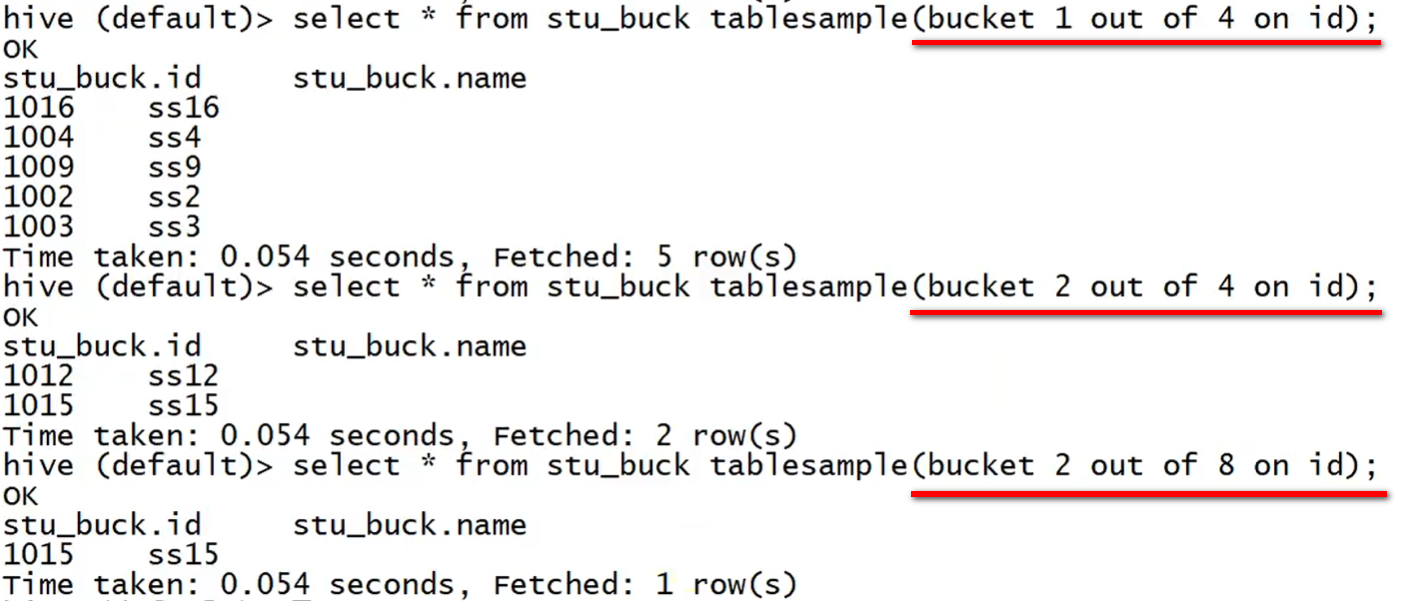 hive (default)> select * from stu_buck tablesample(bucket 1 out of 4 on id);
OK
stu_buck.id     stu_buck.name
1016    ss16
1004    ss4
1009    ss9
1002    ss2
1003    ss3
Time taken: 0.054 seconds, Fetched: 5 row(s)
hive (default)> select * from stu_buck tablesample(bucket 2 out of 4 on id);
OK
stu_buck.id     stu_buck.name
1012    ss12
1015    ss15
Time taken: 0.054 seconds, Fetched: 2 row(s)
hive (default)> select * from stu_buck tablesample(bucket 2 out of 8 on id);
OK
stu_buck.id     stu_buck.name
1015    ss15
Time taken: 0.054 seconds, Fetched: 1 row(s)